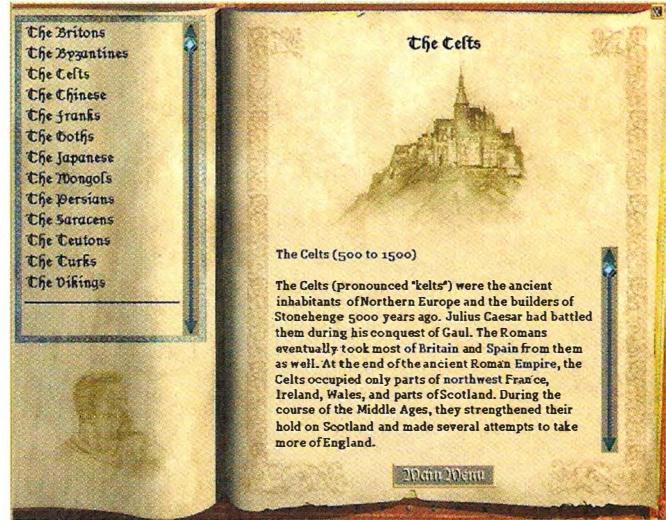 The Britons
The Byzantines
The Celts
The Chinese
The Franks
The Goths
The Japanese
The Mongols
The Persians
The Saracens
The Teutons
The Turks
The Vikings
The Celts
The Celts (500 to 1500)
The Celts (pronounced "kelts") were the ancient
inhabitants of Northern Europe and the builders of
Stonehenge 5000 years ago. Julius Caesar had battled
them during his conquest of Gaul. The Romans
eventually took most of Britain and Spain from them
as well. At the end of the ancient Roman Empire, the
Celts occupied only parts of northwest France,
Ireland, Wales, and parts of Scotland. During the
course of the Middle Ages, they strengthened their
hold on Scotland and made several attempts to take
more of England.
Main Menu